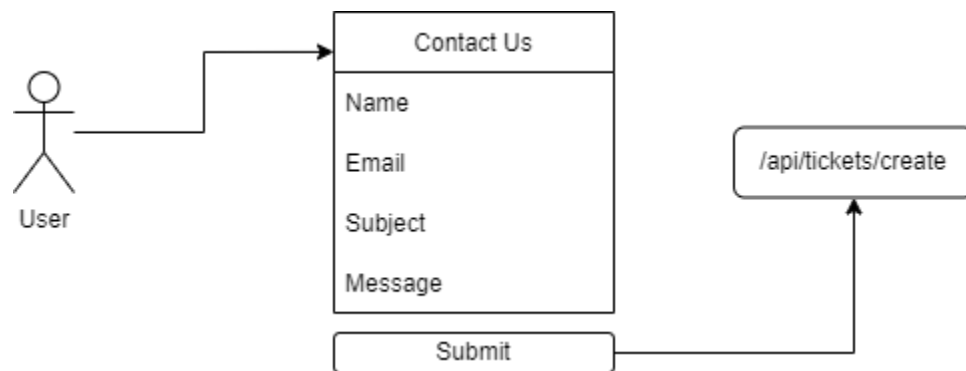 Contact Us
Name
Email
Subject
Message
Submit
User
/api/tickets/create